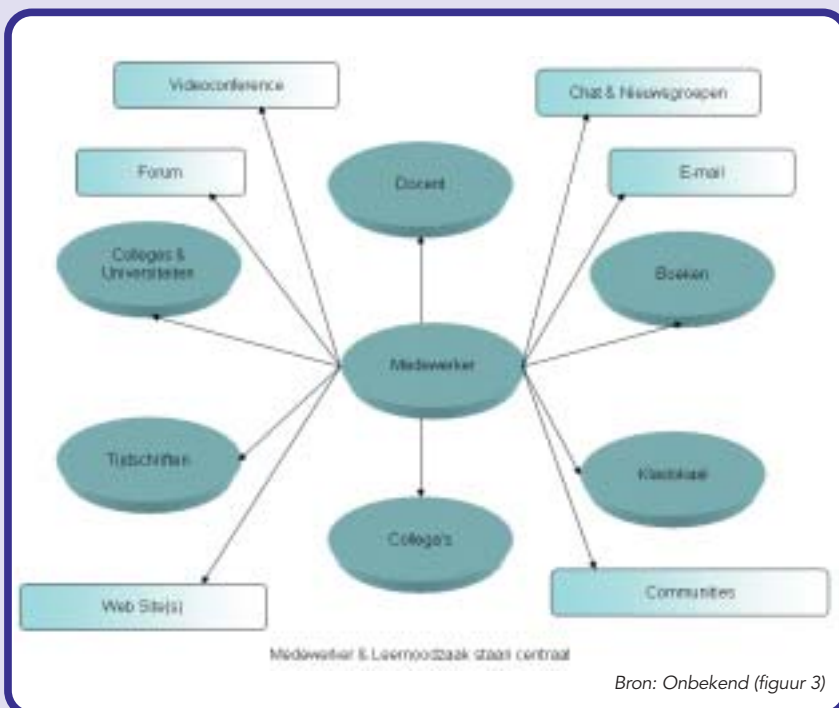 Videoconference
Chat & Nieuwsgroepen
Forum
Docent
E-mail
Colleges &
Universiteiten
Boeken
Medewerker
Tijdschriften
Klaslokaal
Collega's
Web Site(s)
Communities
Medewerker & Leernoodzaak staan centraal
Bron: Onbekend (figuur 3)